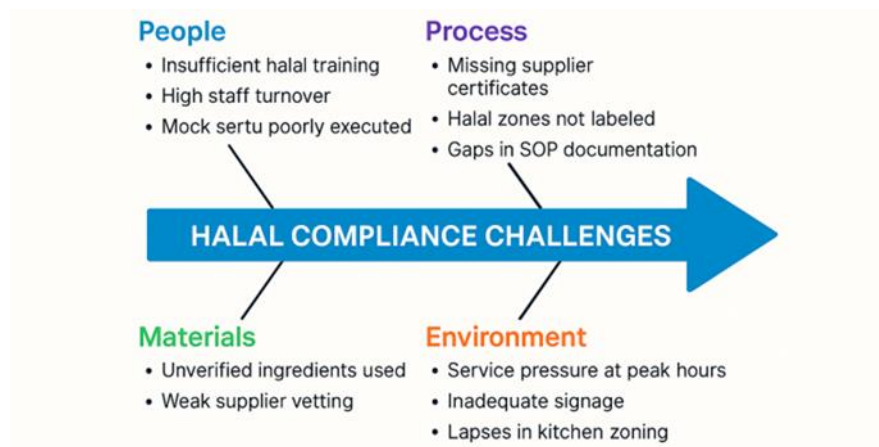 People
• Insufficient halal training
• High staff turnover
• Mock sertu poorly executed
Process
• Missing supplier
certificates
• Halal zones not labeled
• Gaps in SOP documentation
HALAL COMPLIANCE CHALLENGES
Materials
• Unverified ingredients used
• Weak supplier vetting
Environment
• Service pressure at peak hours
• Inadequate signage
• Lapses in kitchen zoning